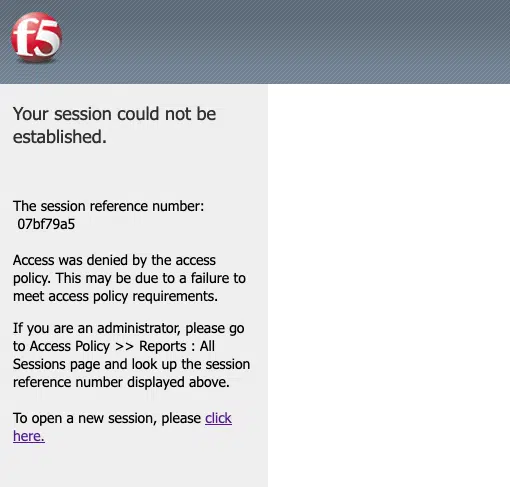 f5
Your session could not be
established.
The session reference number:
07bf79a5
Access was denied by the access
policy. This may be due to a failure to
meet access policy requirements.
If you are an administrator, please go
to Access Policy >> Reports : All
Sessions page and look up the session
reference number displayed above.
To open a new session, please click
here.